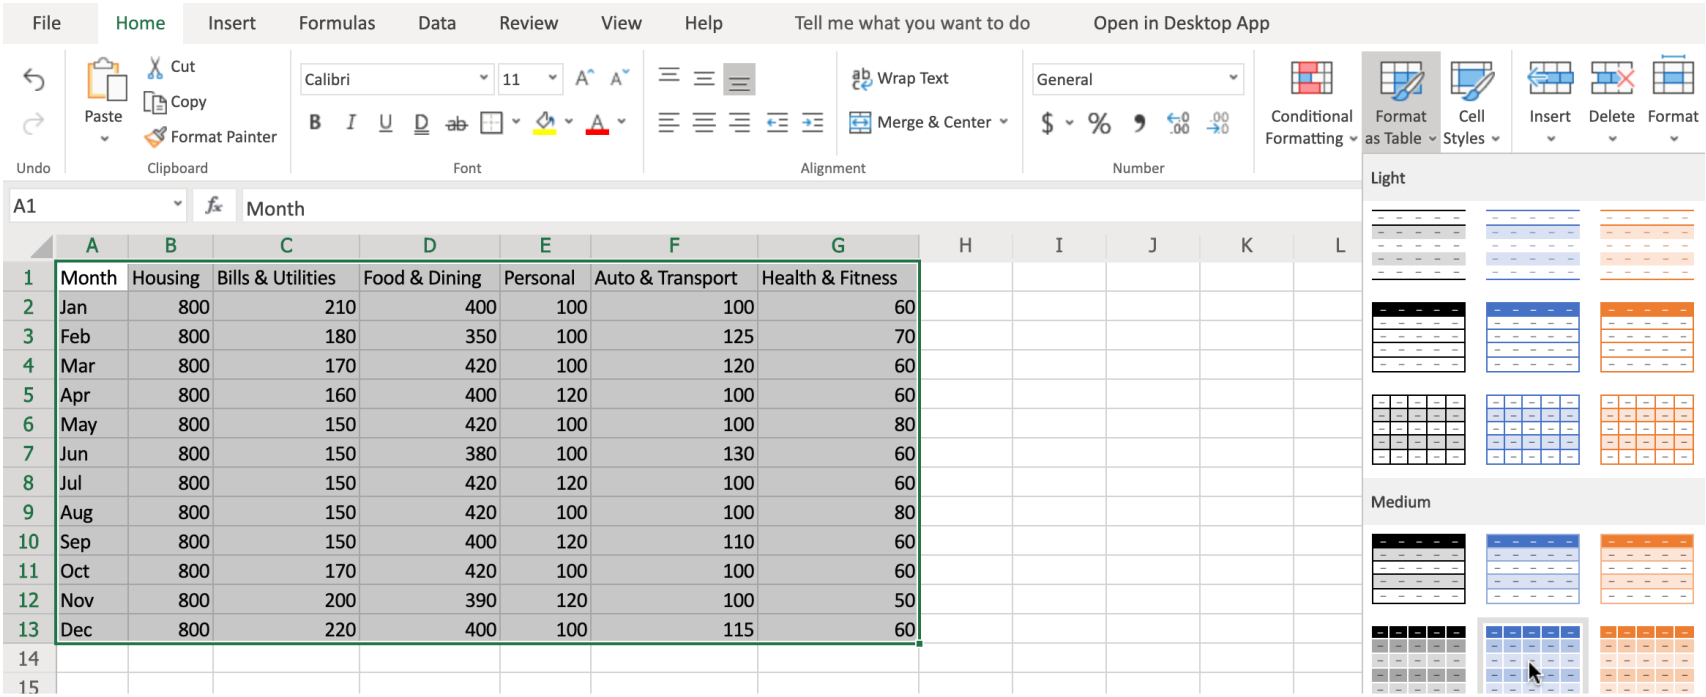 File Home Insert Formulas Data Review View Help Tell me what you want to do Open in Desktop App
Cut
Copy
Format Painter
Paste
Undo
Clipboard
Calibri 11
B I U D ab A
Font
Wrap Text
Merge & Center
Alignment
General
$ % 9 .00 .00
Number
Conditional Formatting
Format as Table
Cell Styles
Insert Delete Format
Light
A1 fx Month
A B C D E F G H I J K L
1 Month Housing Bills & Utilities Food & Dining Personal Auto & Transport Health & Fitness
2 Jan 800 210 400 100 100 60
3 Feb 800 180 350 100 125 70
4 Mar 800 170 420 100 120 60
5 Apr 800 160 400 120 100 60
6 May 800 150 420 100 100 80
7 Jun 800 150 380 100 130 60
8 Jul 800 150 420 120 100 60
9 Aug 800 150 420 100 100 80
10 Sep 800 150 400 120 110 60
11 Oct 800 170 420 100 100 60
12 Nov 800 200 390 120 100 50
13 Dec 800 220 400 100 115 60
14
15
Medium